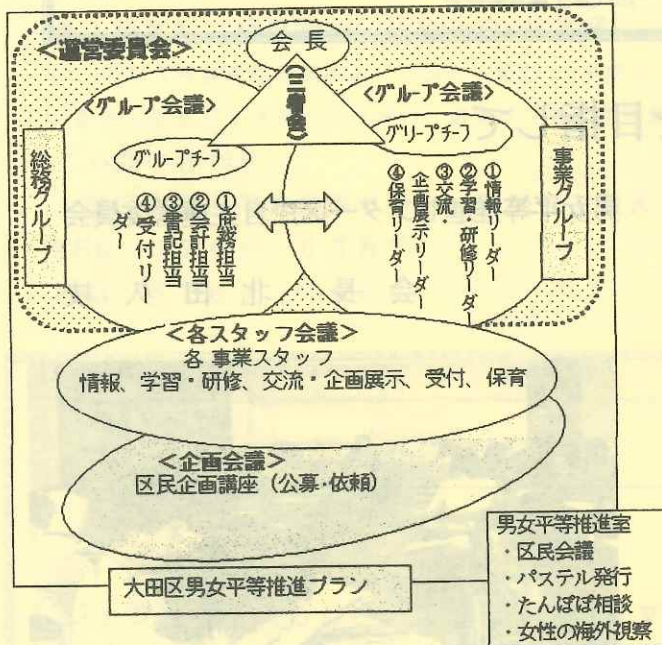 <運営委員会>
会長
(三者会)
<グループ会議>
グループチーフ
総務グループ
①庶務担当
②会計担当
③書記担当
④受付リーダー
<グループ会議>
グリープチーフ
事業グループ
①情報リーダー
②学習・研修リーダー
③交流・
企画展示リーダー
④保育リーダー
<各スタッフ会議>
各事業スタッフ
情報、学習・研修、交流・企画展示、受付、保育
<企画会議>
区民企画講座(公募・依頼)
大田区男女平等推進プラン
男女平等推進室
・区民会議
・パステル発行
・たんぽぽ相談
・女性の海外視察